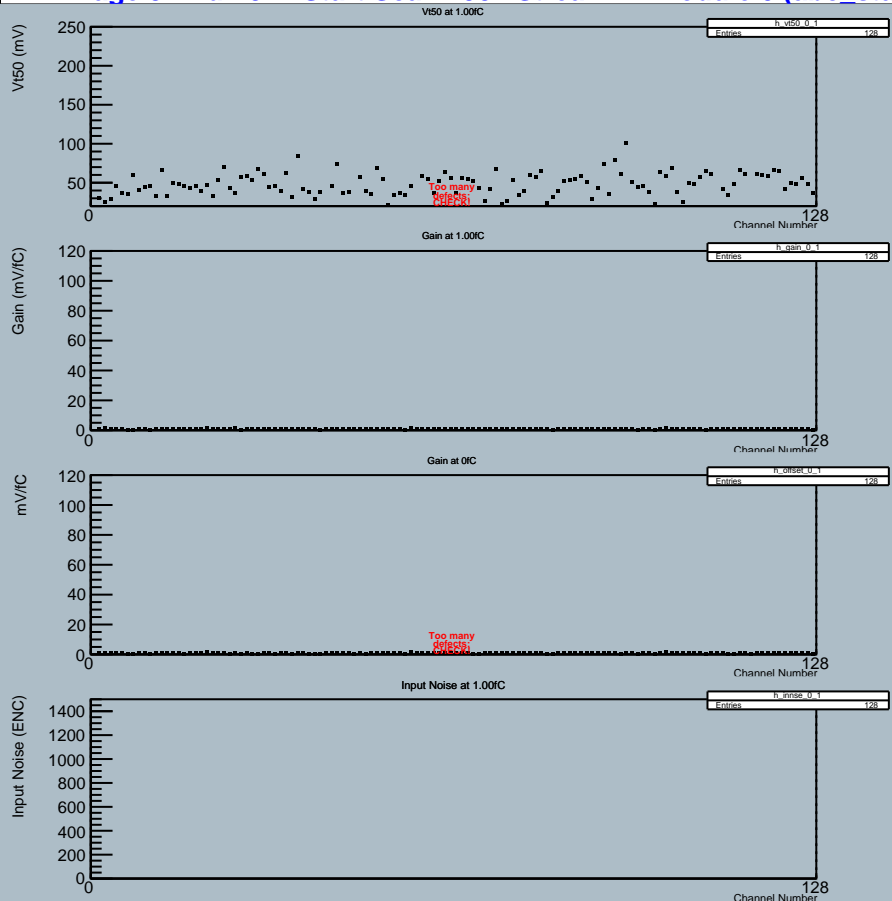 Vt50 at 1.00fC
h_vt50_0_1
Entries 128
Vt50 (mV)
250
200
150
100
50
Too many
defects:
CHECK!
0
128
Channel Number
Gain at 1.00fC
h_gain_0_1
Entries 128
Gain (mV/fC)
120
100
80
60
40
20
0
0
128
Channel Number
Gain at 0fC
h_offset_0_1
Entries 128
mV/fC
120
100
80
60
40
20
Too many
defects:
CHECK!
0
0
128
Channel Number
Input Noise at 1.00fC
h_innse_0_1
Entries 128
Input Noise (ENC)
1400
1200
1000
800
600
400
200
0
0
128
Channel Number